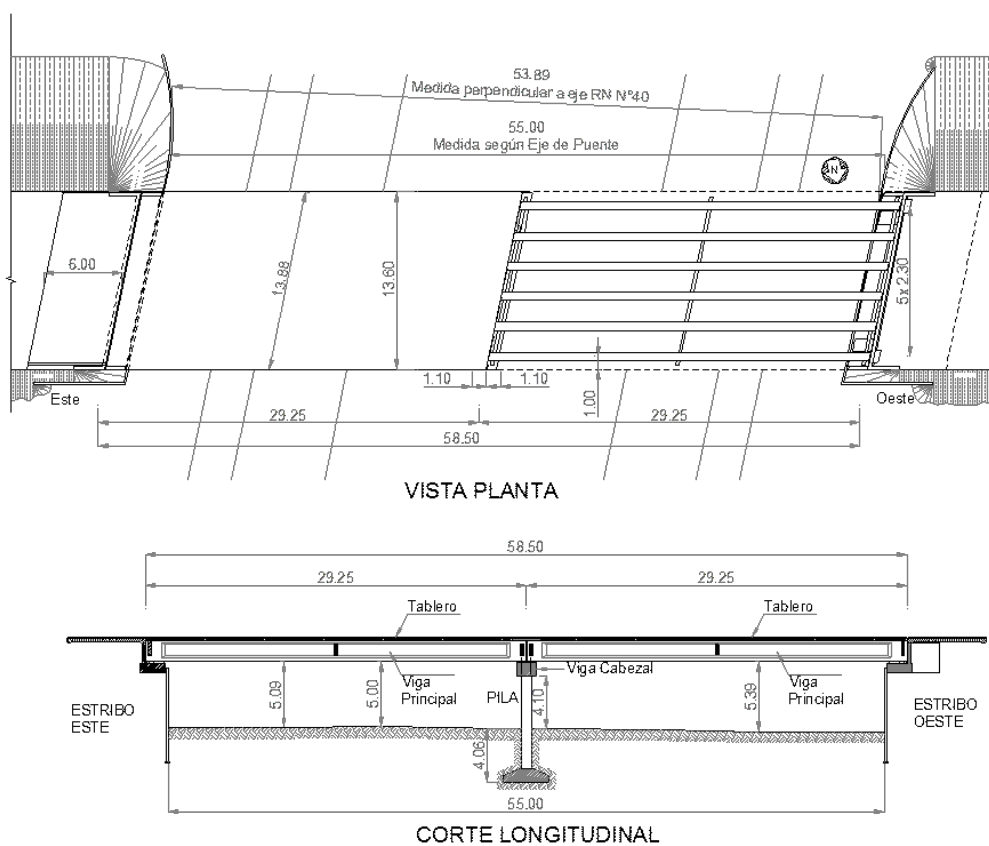 53.89
Medida perpendicular a eje RN N°40
55.00
Medida según Eje de Puente
N
6.00
13.88
13.60
5x 2.30
1.10
1.10
1.00
Este
Oeste
29.25
29.25
58.50
VISTA PLANTA
58.50
29.25
29.25
Tablero
Tablero
Viga Cabezal
Viga
Principal
Viga
Principal
5.09
5.00
PILA
4.10
5.39
ESTRIBO
ESTE
ESTRIBO
OESTE
4.06
55.00
CORTE LONGITUDINAL